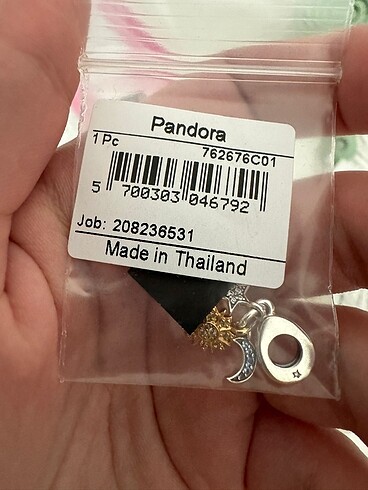 Pandora
1 Pc 762676C01
5 700303 046792
Job: 208236531
Made in Thailand